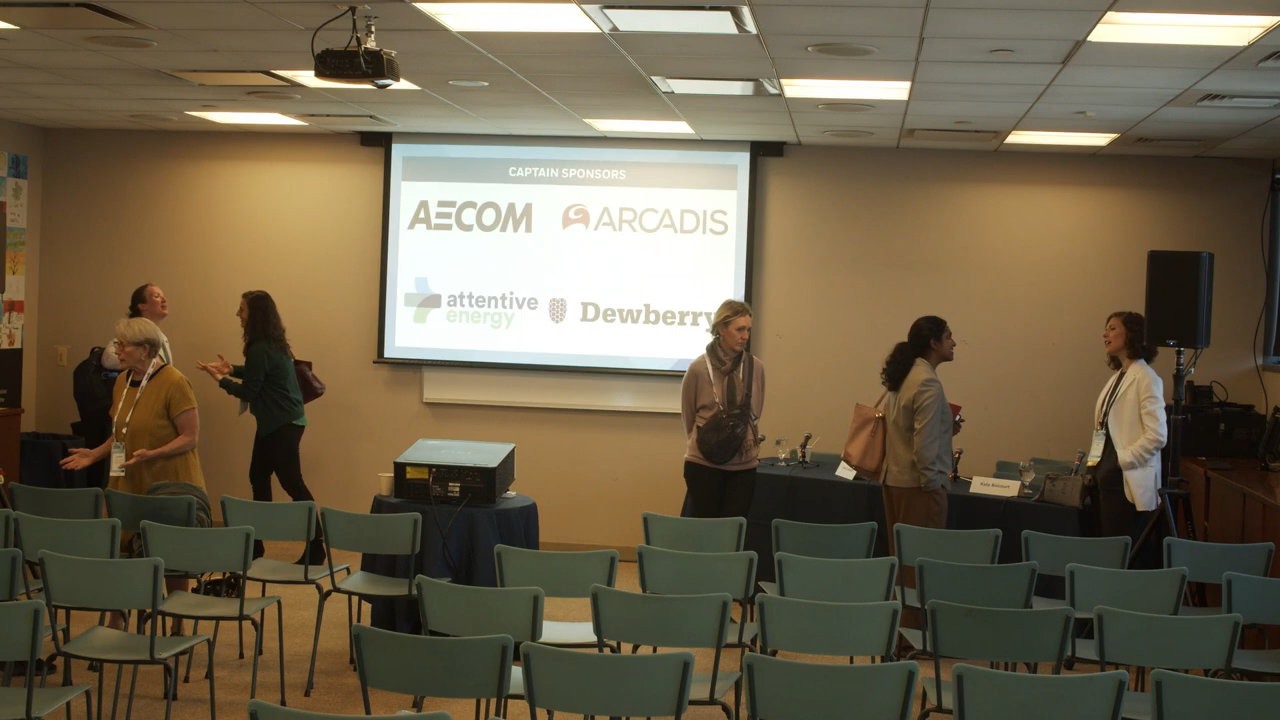 CAPTAIN SPONSORS
AECOM
ARCADIS
attentive
energy
Dewberry